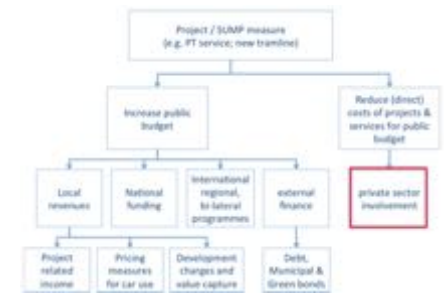 Project / SUMP measure
(e.g. PT service; new tramline)
Increase public
budget
Reduce (direct)
costs of projects &
services for public
budget
Local
revenues
National
funding
International
regional,
bi-lateral
programmes
external
finance
private sector
involvement
Project
related
income
Pricing
measures
for car use
Development
charges and
value capture
Debt,
Municipal &
Green bonds